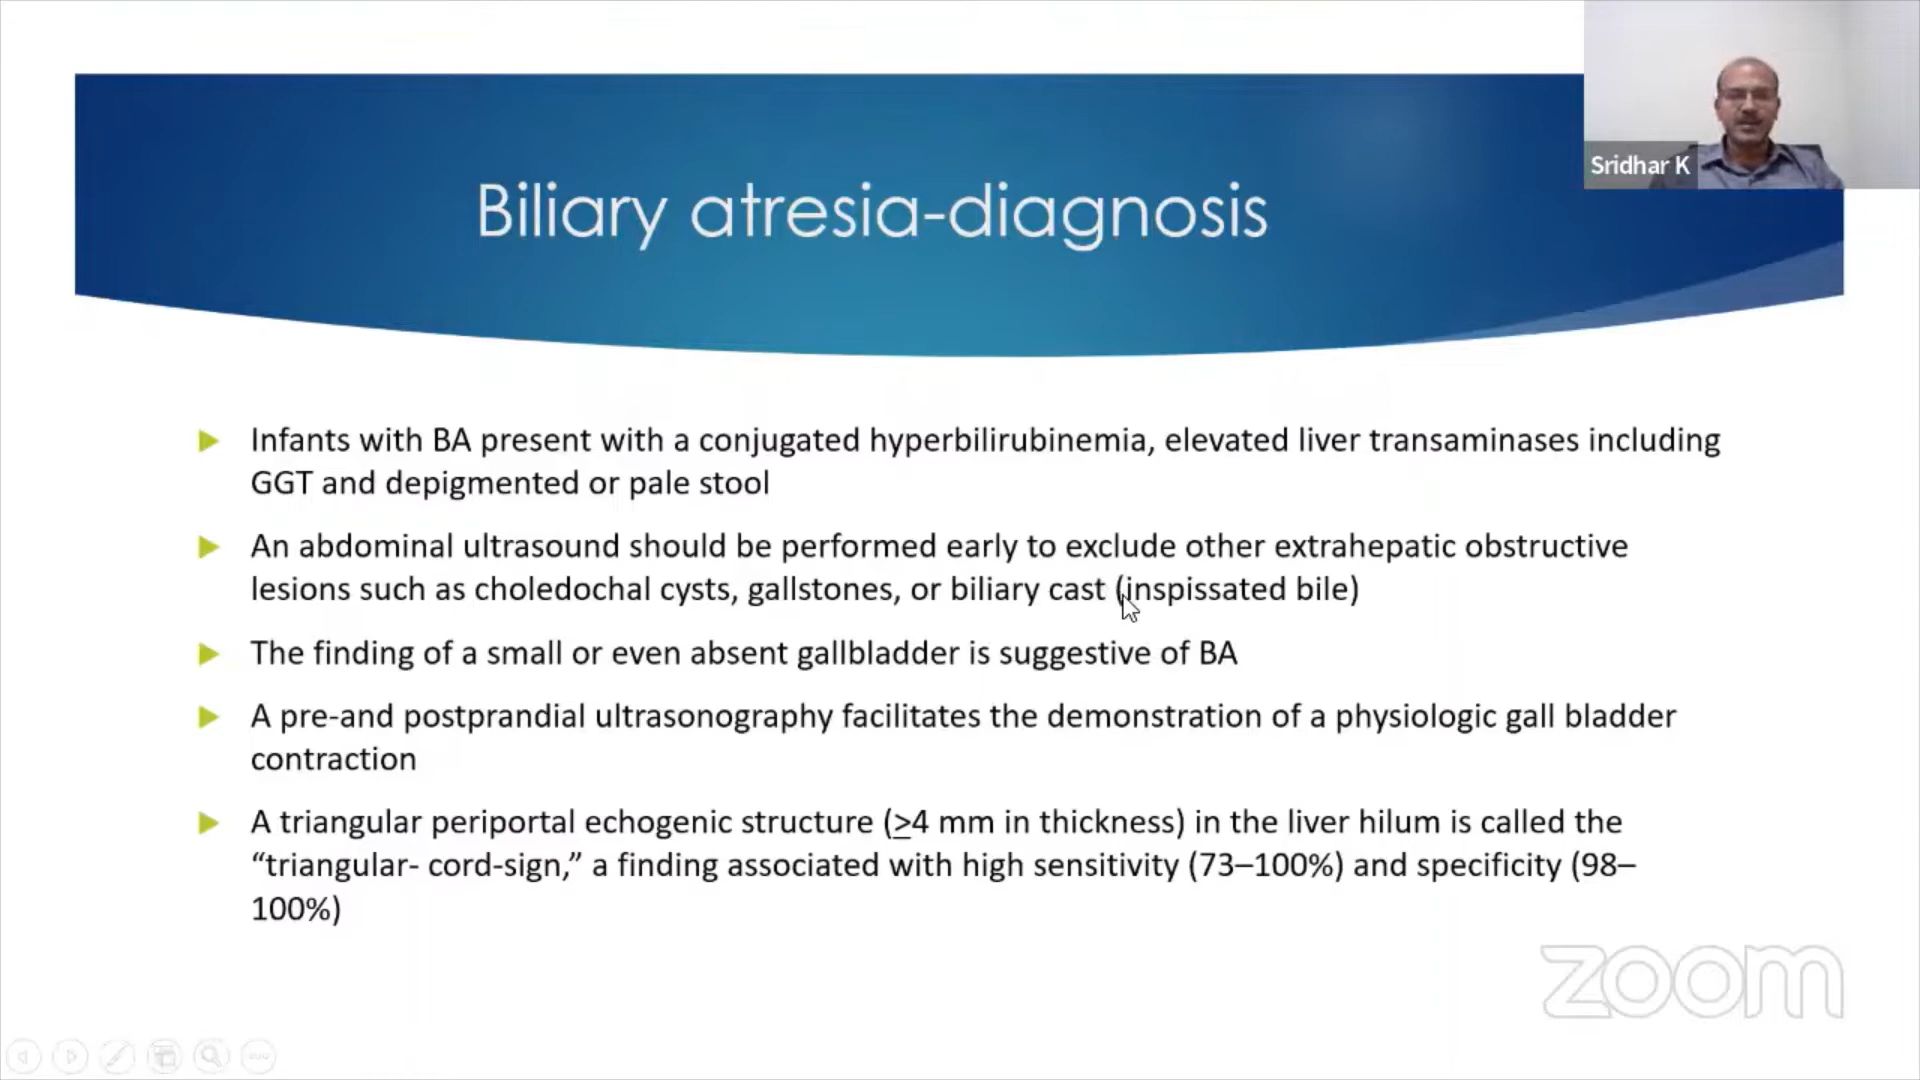 Sridhar K
Biliary atresia-diagnosis
Infants with BA present with a conjugated hyperbilirubinemia, elevated liver transaminases including
GGT and depigmented or pale stool
An abdominal ultrasound should be performed early to exclude other extrahepatic obstructive
lesions such as choledochal cysts, gallstones, or biliary cast (inspissated bile)
The finding of a small or even absent gallbladder is suggestive of BA
A pre-and postprandial ultrasonography facilitates the demonstration of a physiologic gall bladder
contraction
A triangular periportal echogenic structure (≥4 mm in thickness) in the liver hilum is called the
“triangular- cord-sign,” a finding associated with high sensitivity (73–100%) and specificity (98–
100%)
zoom